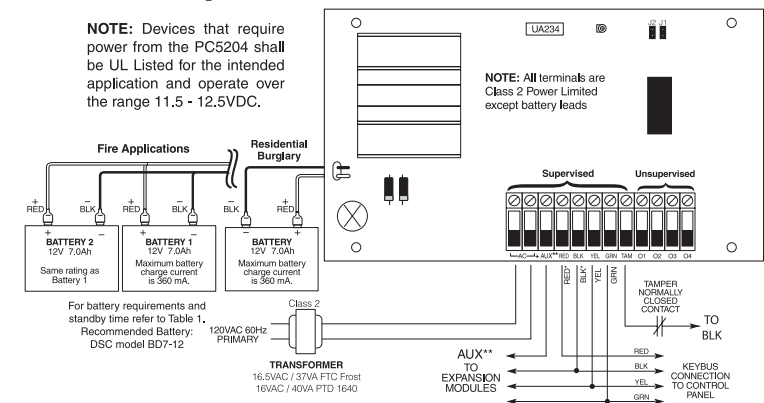 NOTE: Devices that require
power from the PC5204 shall
be UL Listed for the intended
application and operate over
the range 11.5 - 12.5VDC.
UA234
J2
J1
NOTE: All terminals are
Class 2 Power Limited
except battery leads
Fire Applications
Residential
Burglary
Supervised
Unsupervised
+
RED
–
BLK
+
RED
–
BLK
–
BLK
+
RED
+ –
BATTERY 2
12V 7.0Ah
Same rating as
Battery 1
+ –
BATTERY 1
12V 7.0Ah
Maximum battery
charge current
is 360 mA.
– +
BATTERY
12V 7.0Ah
Maximum battery
charge current
is 360 mA.
AC + AUX** RED BLK YEL GRN TAM O1 O2 O3 O4
RED*
BLK*
YEL
GRN
For battery requirements and
standby time refer to Table 1.
Recommended Battery:
DSC model BD7-12
Class 2
120VAC 60Hz
PRIMARY
TRANSFORMER
16.5VAC / 37VA FTC Frost
16VAC / 40VA PTD 1640
TAMPER
NORMALLY
CLOSED
CONTACT
TO
BLK
AUX**
TO
EXPANSION
MODULES
RED
BLK
YEL
GRN
KEYBUS
CONNECTION
TO CONTROL
PANEL